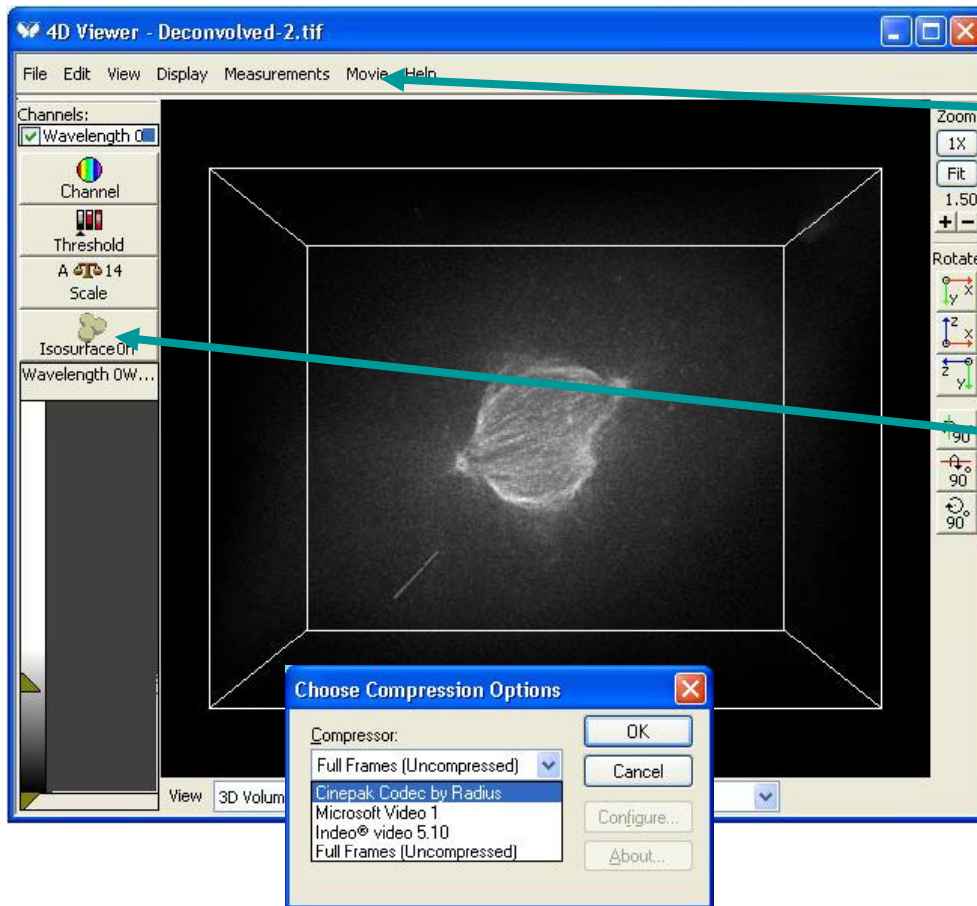 4D Viewer - Deconvolved-2.tif
File Edit View Display Measurements Movie Help
Channels:
Wavelength 0
Channel
Threshold
A 14
Scale
Isosurface On
Wavelength 0W...
Zoom
1X
Fit
1.50
+ -
Rotate
y x
z x
z y
90
90
90
View 3D Volum
Choose Compression Options
Compressor:
Full Frames (Uncompressed)
Cinepak Codec by Radius
Microsoft Video 1
Indeo® video 5.10
Full Frames (Uncompressed)
OK
Cancel
Configure...
About...